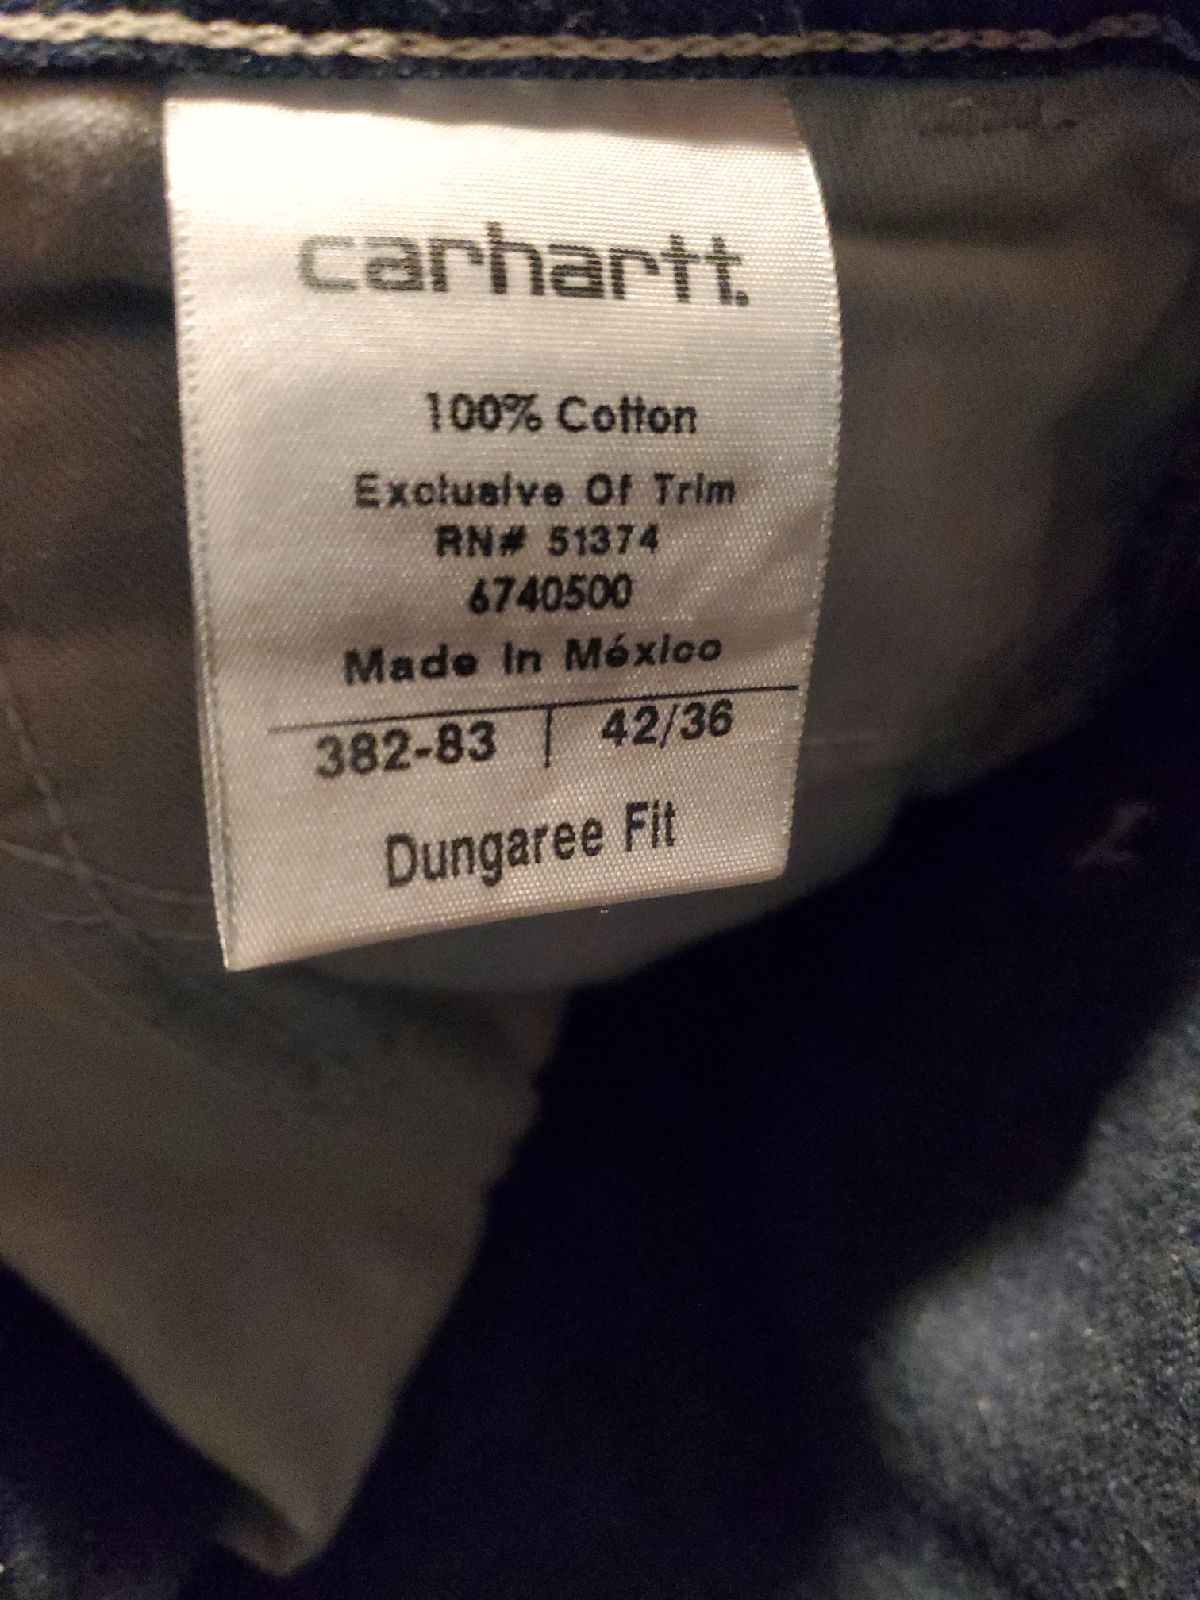 carhartt.
100% Cotton
Exclusive Of Trim
RN# 51374
6740500
Made In México
382-83 | 42/36
Dungaree Fit